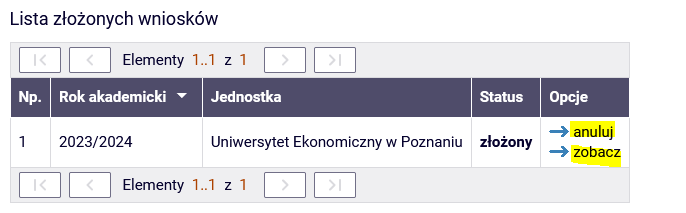 Lista złożonych wniosków
Elementy 1..1 z 1
Np. Rok akademicki Jednostka Status Opcje
1 2023/2024 Uniwersytet Ekonomiczny w Poznaniu złożony anuluj
zobacz
Elementy 1..1 z 1